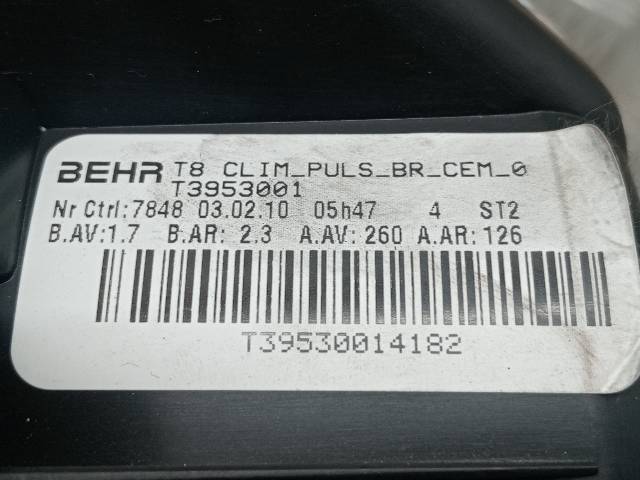 BEHR T8 CLIM_PULS_BR_CEM_0
T3953001
Nr Ctrl:7848 03.02.10 05h47 4 ST2
B.AV:1.7 B.AR: 2.3 A.AV:260 A.AR:126
T39530014182